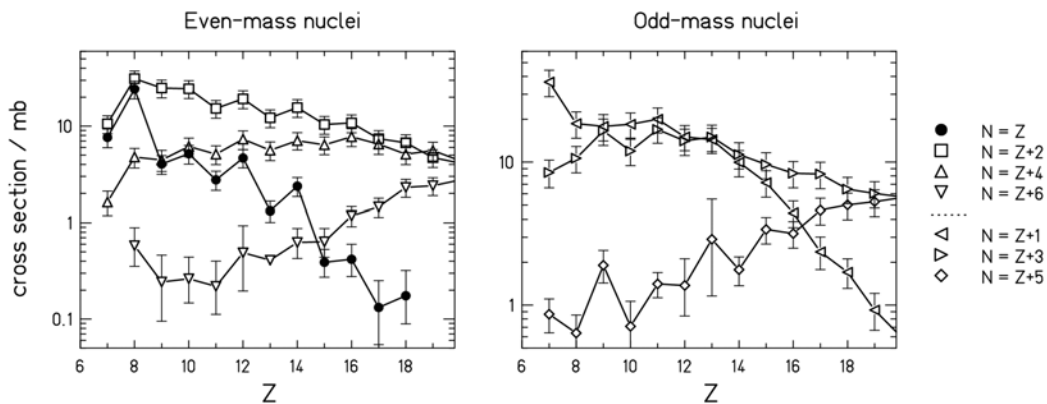 Even-mass nuclei
Odd-mass nuclei
cross section / mb
10
1
0.1
6 8 10 12 14 16 18
Z
10
1
6 8 10 12 14 16 18
Z
N = Z
N = Z+2
N = Z+4
N = Z+6
N = Z+1
N = Z+3
N = Z+5